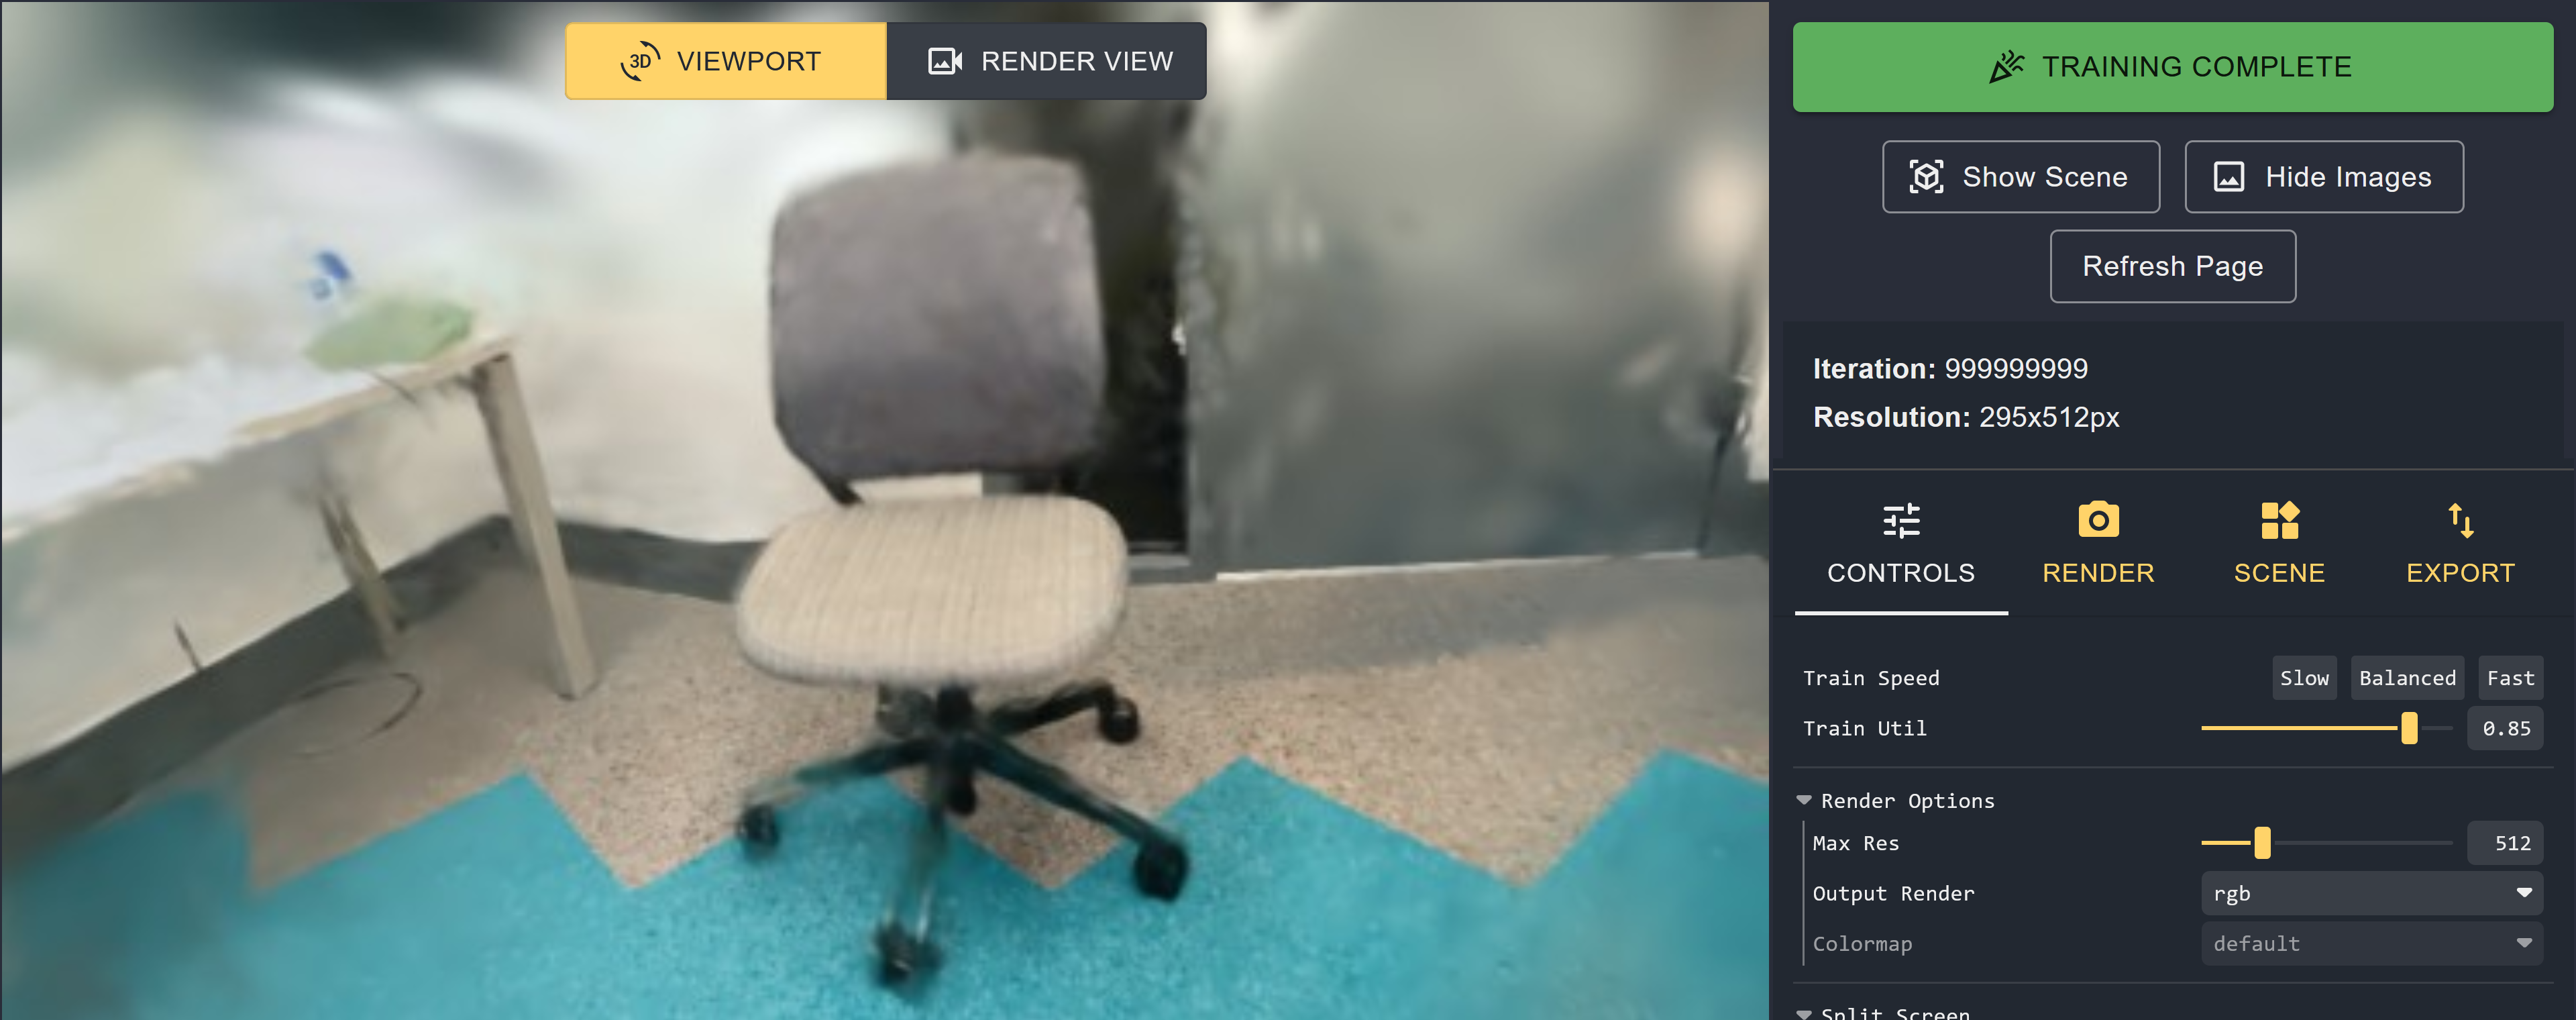 3D VIEWPORT RENDER VIEW
TRAINING COMPLETE
Show Scene Hide Images
Refresh Page
Iteration: 999999999
Resolution: 295x512px
CONTROLS RENDER SCENE EXPORT
Train Speed Slow Balanced Fast
Train Util 0.85
Render Options
Max Res 512
Output Render rgb
Colormap default
Split Screen